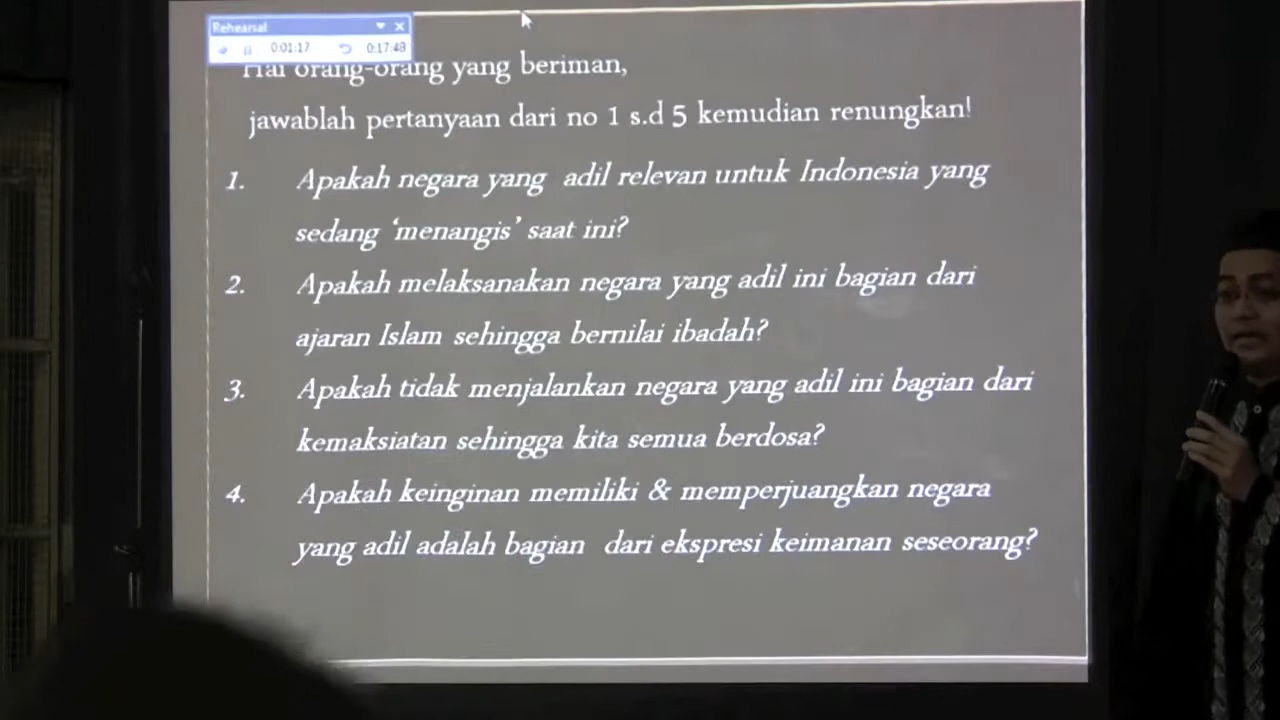 Rehearsal
0:01:17 0:17:48
Hai orang-orang yang beriman,
jawablah pertanyaan dari no 1 s.d 5 kemudian renungkan!
1. Apakah negara yang adil relevan untuk Indonesia yang
sedang ‘menangis’ saat ini?
2. Apakah melaksanakan negara yang adil ini bagian dari
ajaran Islam sehingga bernilai ibadah?
3. Apakah tidak menjalankan negara yang adil ini bagian dari
kemaksiatan sehingga kita semua berdosa?
4. Apakah keinginan memiliki & memperjuangkan negara
yang adil adalah bagian dari ekspresi keimanan seseorang?